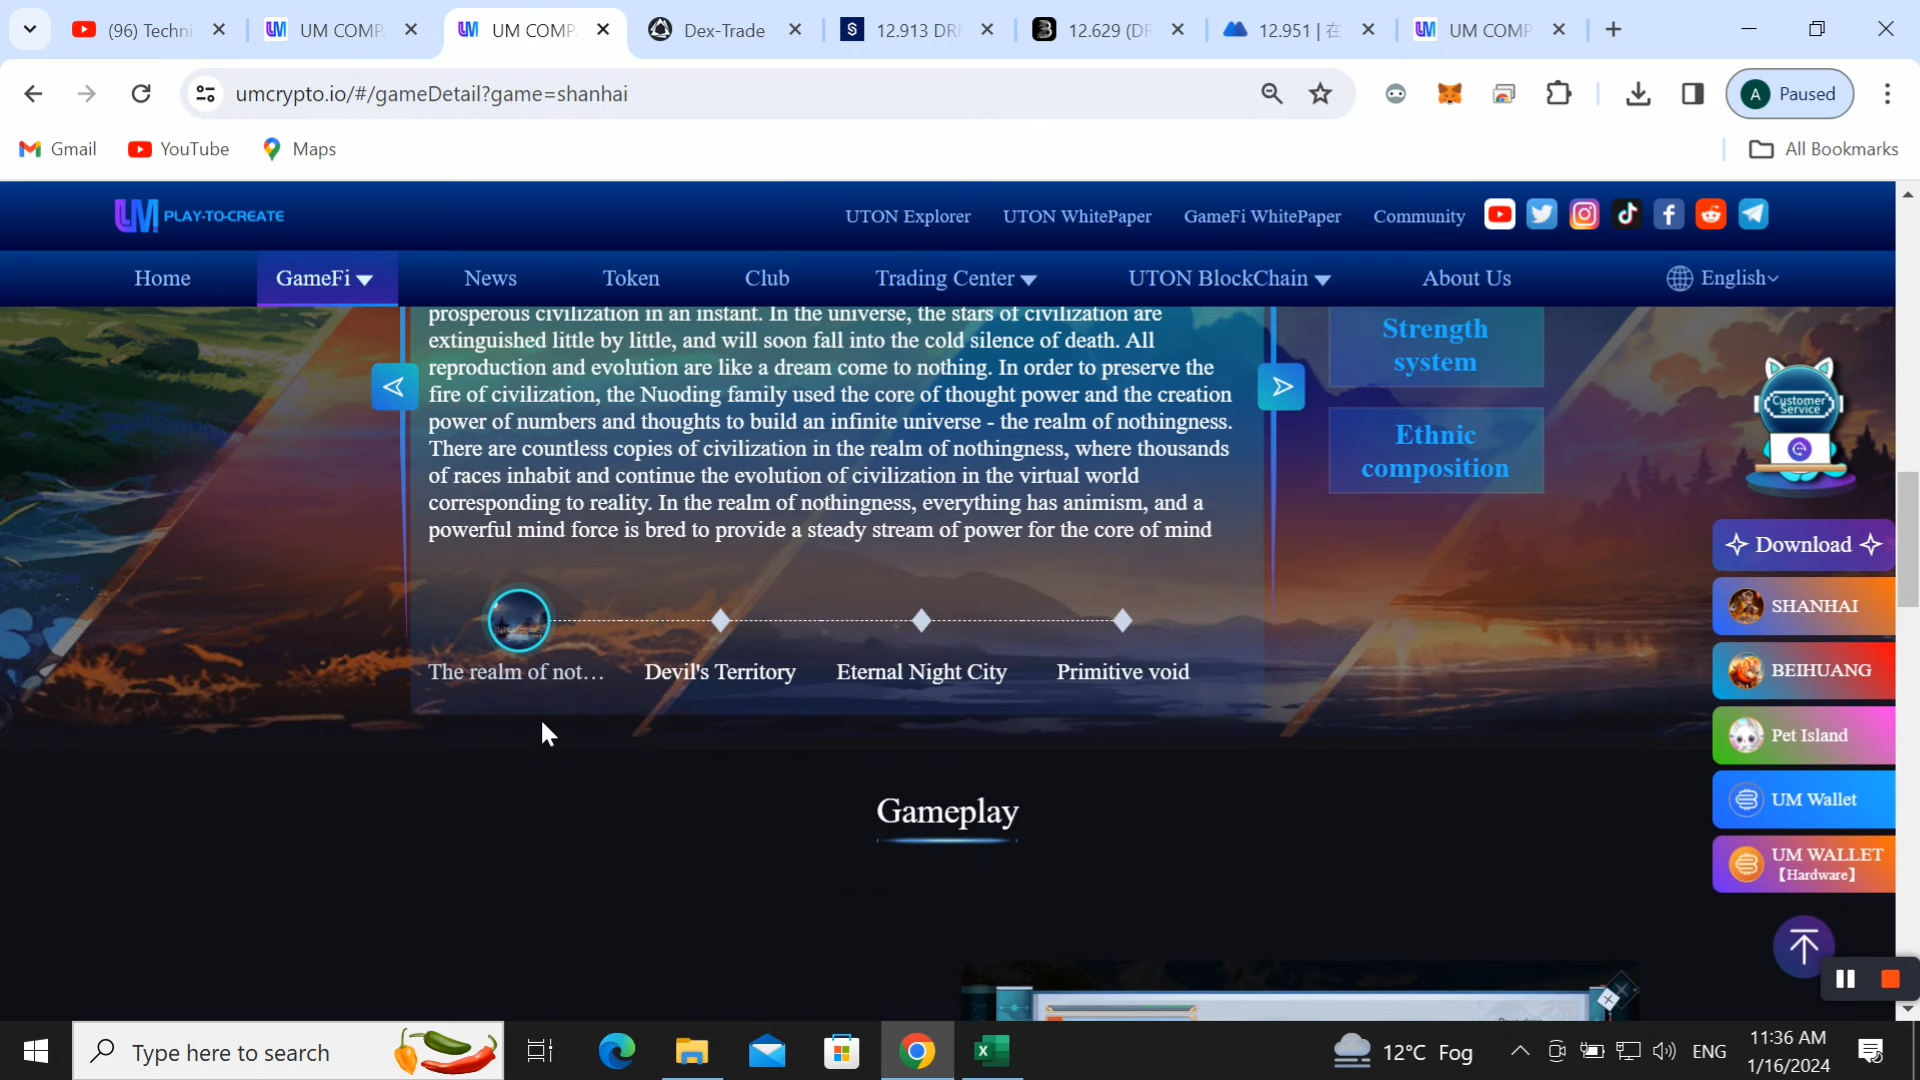 (96) Techni
UM COMP
UM COMP
Dex-Trade
12.913 DR
12.629 (DR
12.951 | 在
UM COMP
umcrypto.io/#/gameDetail?game=shanhai
A
Paused
Gmail
YouTube
Maps
All Bookmarks
UM PLAY-TO-CREATE
UTON Explorer
UTON WhitePaper
GameFi WhitePaper
Community
Home
GameFi
News
Token
Club
Trading Center
UTON BlockChain
About Us
English
prosperous civilization in an instant. In the universe, the stars of civilization are
extinguished little by little, and will soon fall into the cold silence of death. All
reproduction and evolution are like a dream come to nothing. In order to preserve the
fire of civilization, the Nuoding family used the core of thought power and the creation
power of numbers and thoughts to build an infinite universe - the realm of nothingness.
There are countless copies of civilization in the realm of nothingness, where thousands
of races inhabit and continue the evolution of civilization in the virtual world
corresponding to reality. In the realm of nothingness, everything has animism, and a
powerful mind force is bred to provide a steady stream of power for the core of mind
Strength
system
Ethnic
composition
Customer
Service
Download
SHANHAI
BEIHUANG
Pet Island
UM Wallet
UM WALLET
【Hardware】
The realm of not...
Devil's Territory
Eternal Night City
Primitive void
Gameplay
Type here to search
12°C Fog
ENG
11:36 AM
1/16/2024